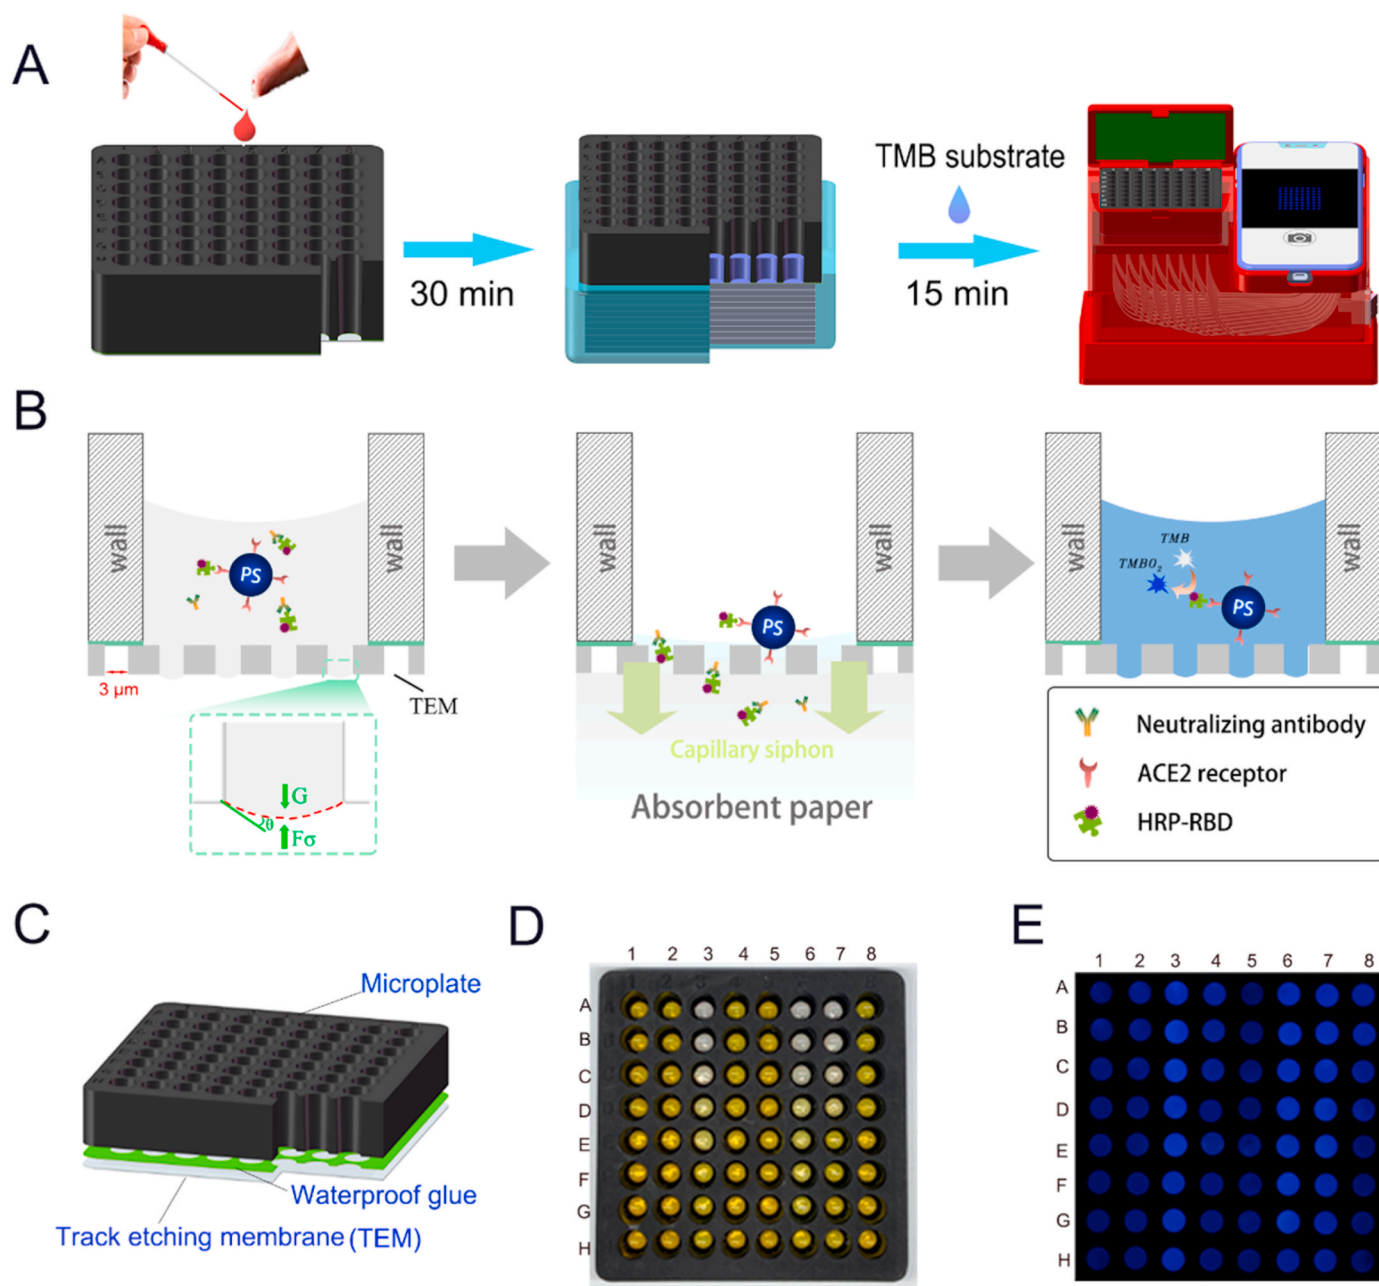 A
30 min
TMB substrate
15 min
B
wall
wall
PS
3 μm
TEM
G
θ
Fσ
wall
wall
PS
Capillary siphon
Absorbent paper
wall
wall
TMB
TMBO₂
PS
Neutralizing antibody
ACE2 receptor
HRP-RBD
C
Microplate
Waterproof glue
Track etching membrane (TEM)
D
1 2 3 4 5 6 7 8
A
B
C
D
E
F
G
H
E
1 2 3 4 5 6 7 8
A
B
C
D
E
F
G
H